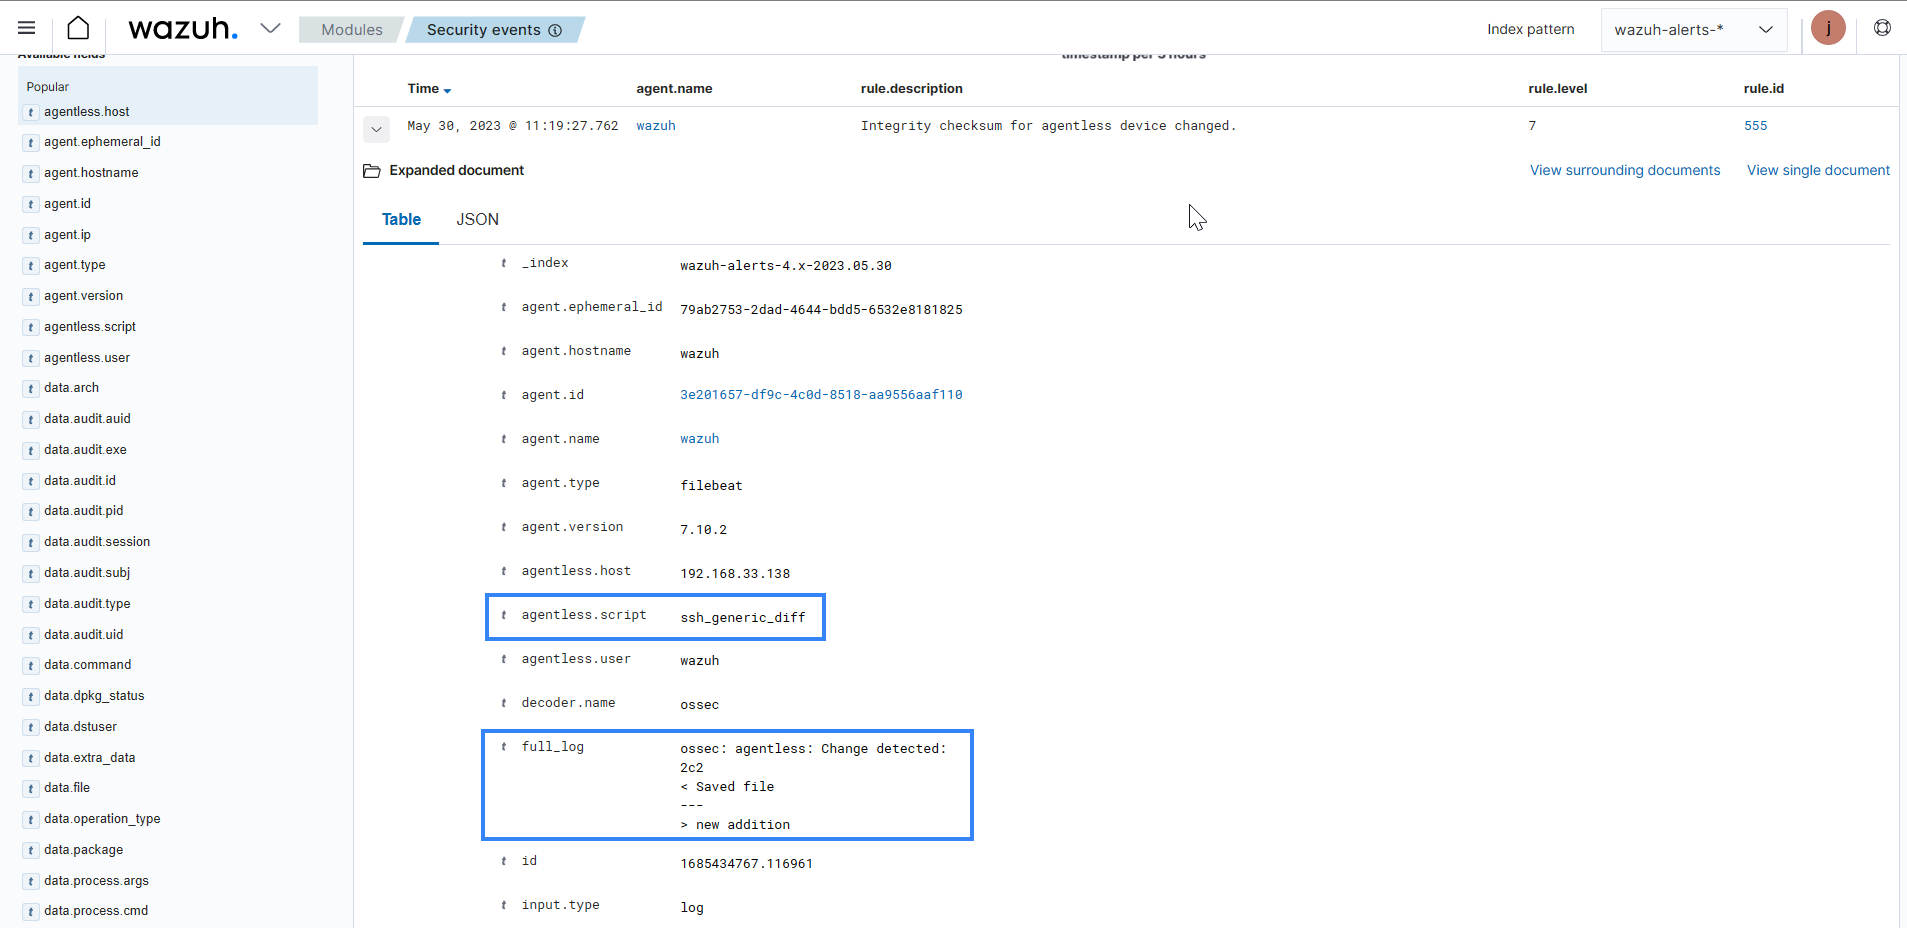 wazuh.
Modules
Security events
Index pattern
wazuh-alerts-*
j
Available fields
timestamp per 3 hours
Popular
t agentless.host
t agent.ephemeral_id
t agent.hostname
t agent.id
t agent.ip
t agent.type
t agent.version
t agentless.script
t agentless.user
t data.arch
t data.audit.auid
t data.audit.exe
t data.audit.id
t data.audit.pid
t data.audit.session
t data.audit.subj
t data.audit.type
t data.audit.uid
t data.command
t data.dpkg_status
t data.dstuser
t data.extra_data
t data.file
t data.operation_type
t data.package
t data.process.args
t data.process.cmd
Time agent.name rule.description rule.level rule.id
May 30, 2023 @ 11:19:27.762 wazuh Integrity checksum for agentless device changed. 7 555
Expanded document View surrounding documents View single document
Table JSON
t _index wazuh-alerts-4.x-2023.05.30
t agent.ephemeral_id 79ab2753-2dad-4644-bdd5-6532e8181825
t agent.hostname wazuh
t agent.id 3e201657-df9c-4c0d-8518-aa9556aaf110
t agent.name wazuh
t agent.type filebeat
t agent.version 7.10.2
t agentless.host 192.168.33.138
t agentless.script ssh_generic_diff
t agentless.user wazuh
t decoder.name ossec
t full_log ossec: agentless: Change detected:
2c2
< Saved file
---
> new addition
t id 1685434767.116961
t input.type log